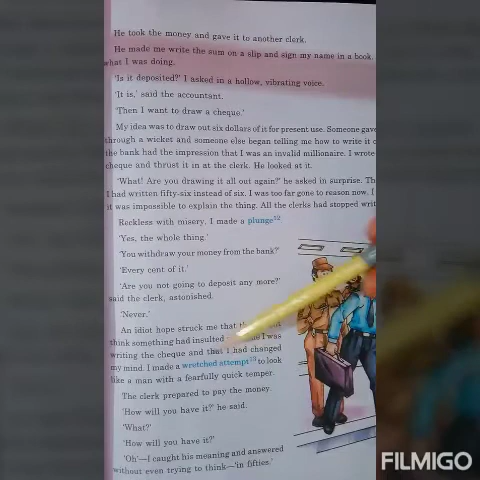 He took the money and gave it to another clerk.
He made me write the sum on a slip and sign my name in a book.
what I was doing.
'Is it deposited?' I asked in a hollow, vibrating voice.
'It is,' said the accountant.
'Then I want to draw a cheque.'
My idea was to draw out six dollars of it for present use. Someone gave
through a wicket and someone else began telling me how to write it
the bank had the impression that I was an invalid millionaire. I wrote
cheque and thrust it in at the clerk. He looked at it.
'What! Are you drawing it all out again?' he asked in surprise.
I had written fifty-six instead of six. I was too far gone to reason now. I
it was impossible to explain the thing. All the clerks had stopped
Reckless with misery. I made a plunge¹²
'Yes, the whole thing.'
'You withdraw your money from the bank?'
'Every cent of it.'
'Are you not going to deposit any more?'
said the clerk, astonished.
'Never.'
An idiot hope struck me that
think something had insulted I was
writing the cheque and that I had changed
my mind. I made a wretched attempt¹³ to look
like a man with a fearfully quick temper.
The clerk prepared to pay the money.
'How will you have it?' he said.
'What?'
'How will you have it?'
'Oh'—I caught his meaning and answered
without even trying to think—'in fifties.'
FILMIGO